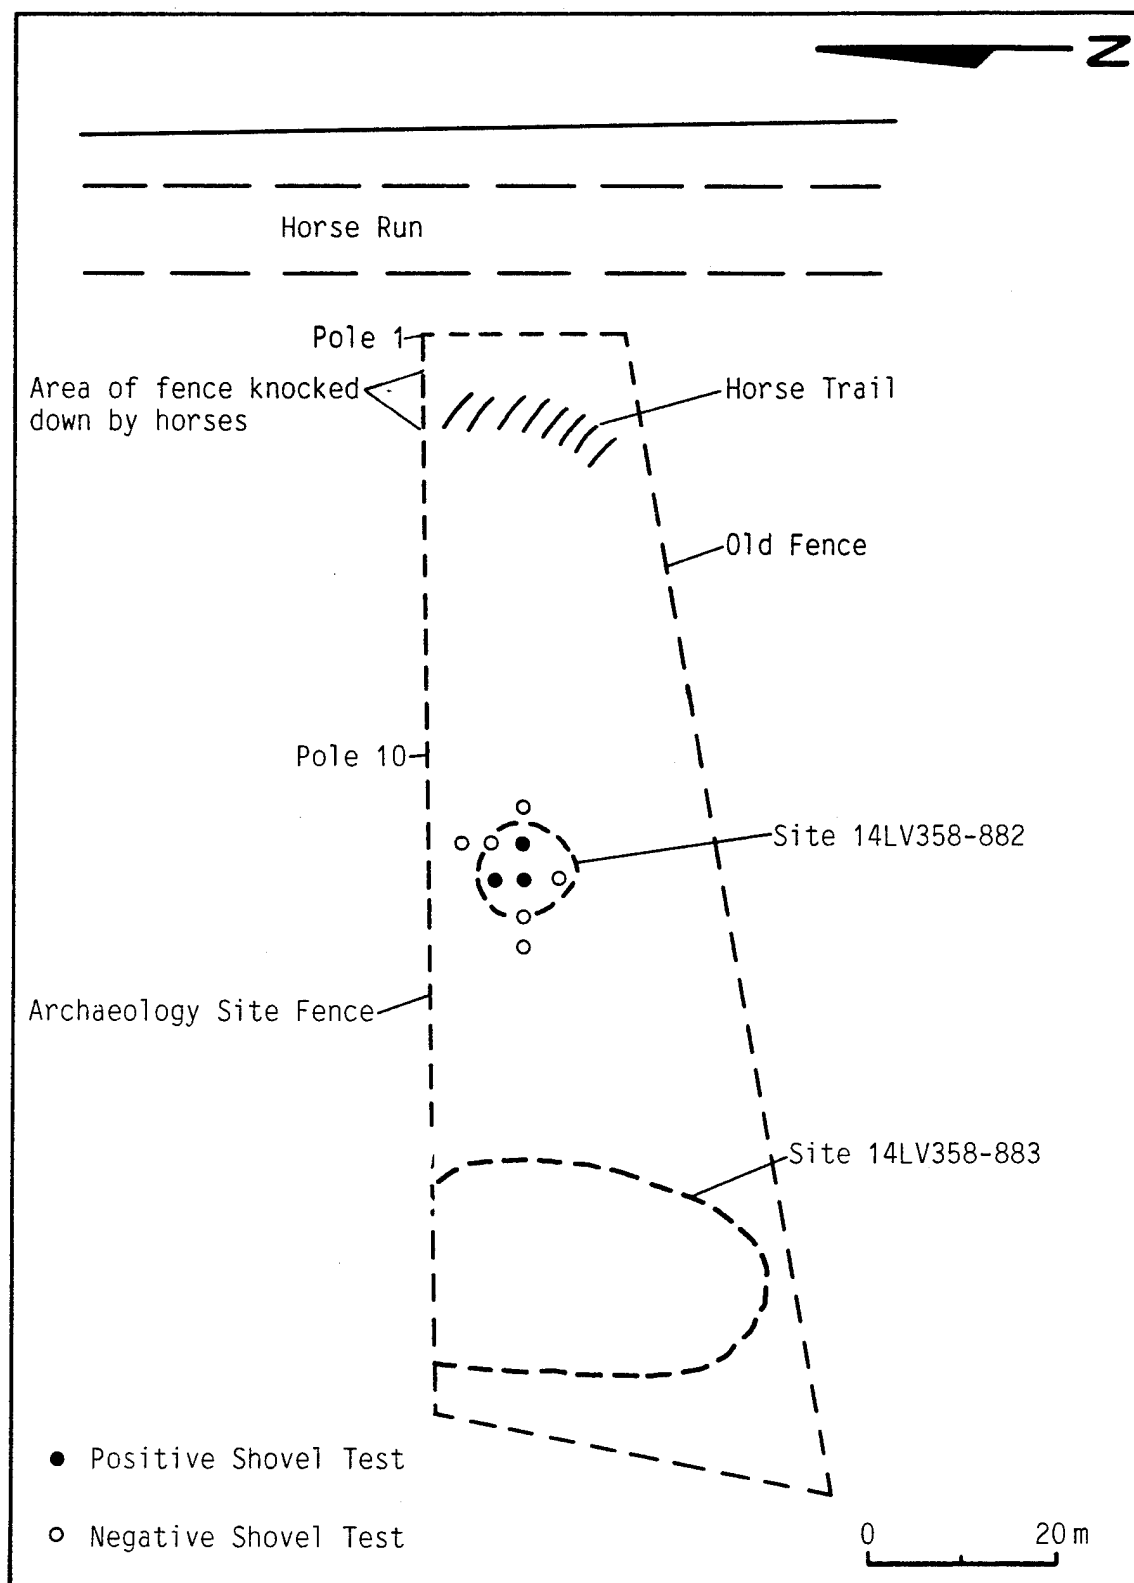 N
Horse Run
Pole 1
Area of fence knocked
down by horses
Horse Trail
Old Fence
Pole 10
Site 14LV358-882
Archaeology Site Fence
Site 14LV358-883
Positive Shovel Test
Negative Shovel Test
0 20 m